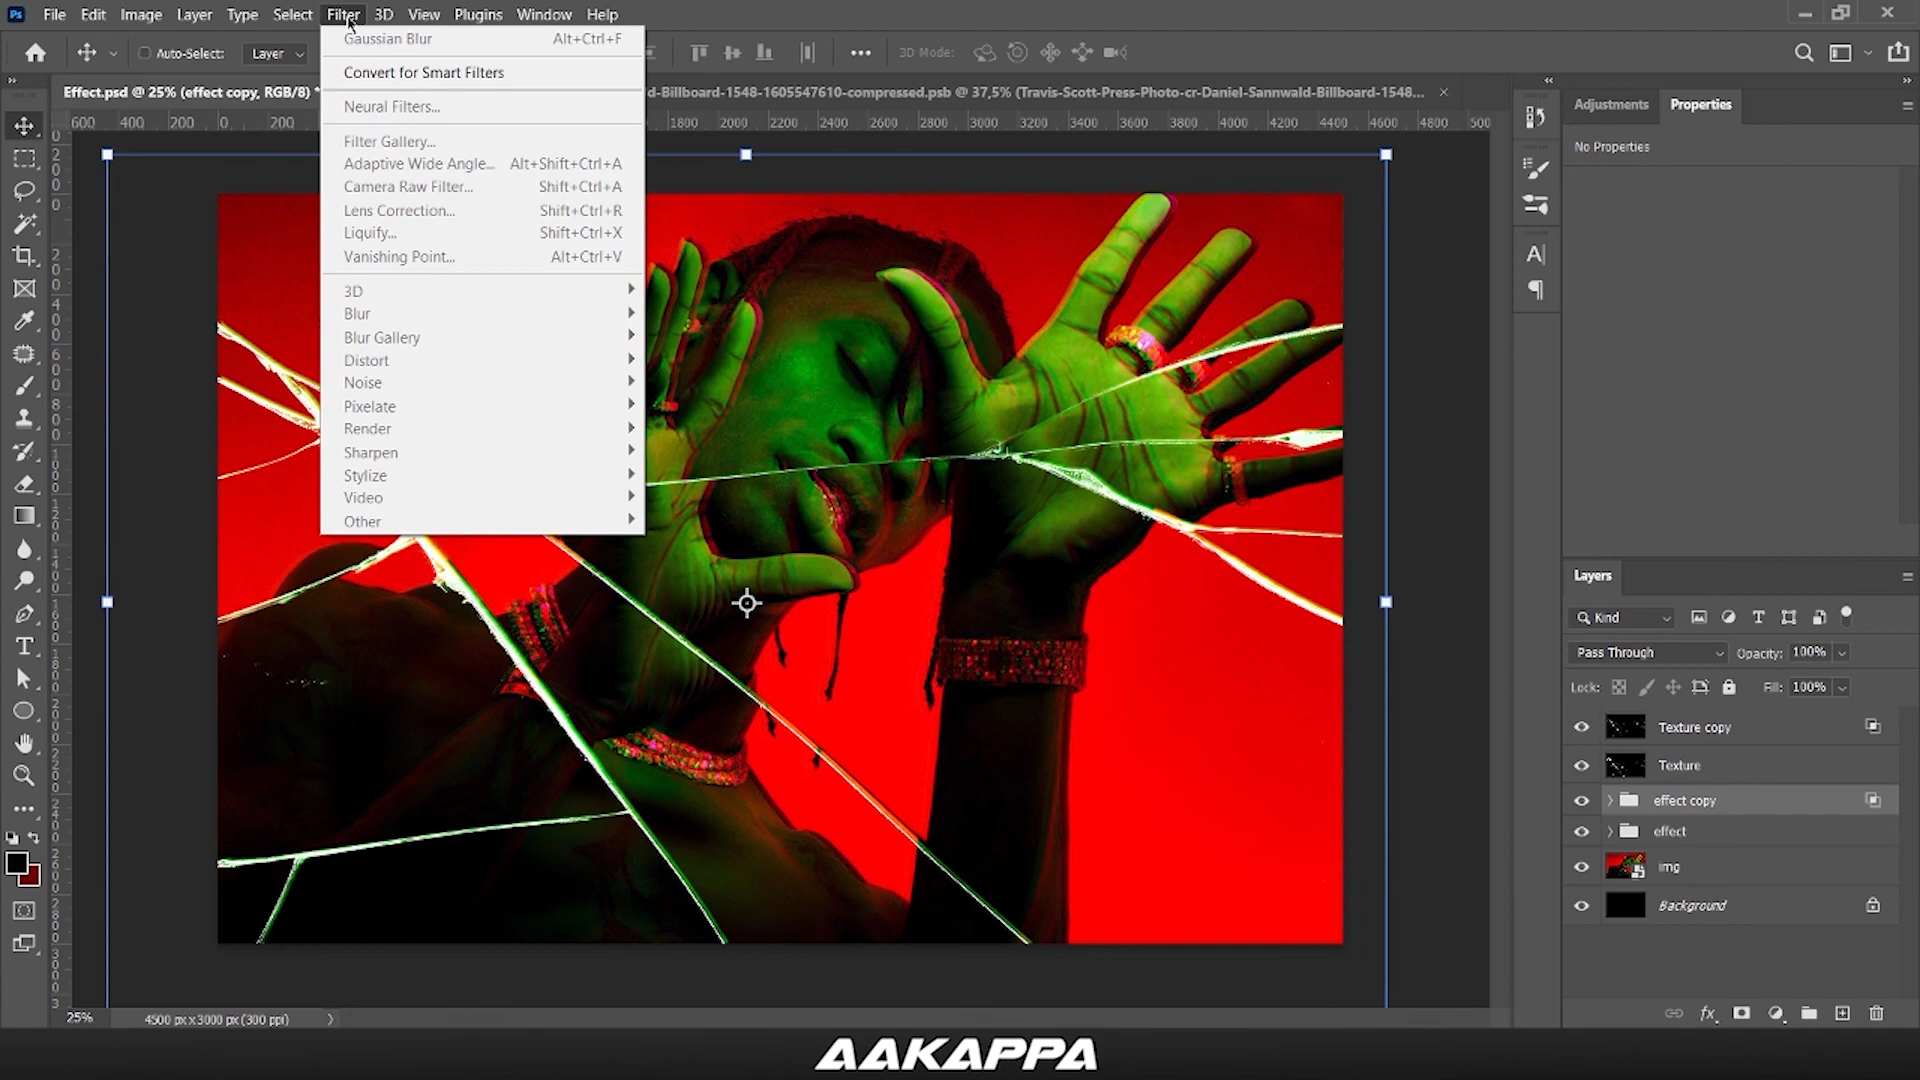 Ps File Edit Image Layer Type Select Filter 3D View Plugins Window Help
Auto-Select: Layer
3D Mode:
Effect.psd @ 25% (effect copy, RGB/8) *
d-Billboard-1548-1605547610-compressed.psb @ 37,5% (Travis-Scott-Press-Photo-cr-Daniel-Sannwald-Billboard-1548...
Gaussian Blur Alt+Ctrl+F
Convert for Smart Filters
Neural Filters...
Filter Gallery...
Adaptive Wide Angle... Alt+Shift+Ctrl+A
Camera Raw Filter... Shift+Ctrl+A
Lens Correction... Shift+Ctrl+R
Liquify... Shift+Ctrl+X
Vanishing Point... Alt+Ctrl+V
3D
Blur
Blur Gallery
Distort
Noise
Pixelate
Render
Sharpen
Stylize
Video
Other
600 400 200 0 200 1800 2000 2200 2400 2600 2800 3000 3200 3400 3600 3800 4000 4200 4400 4600 4800 500
Adjustments Properties
No Properties
Layers
Kind
Pass Through Opacity: 100%
Lock: Fill: 100%
Texture copy
Texture
effect copy
effect
img
Background
25% 4500 px x 3000 px (300 ppi)
AAKAPPA